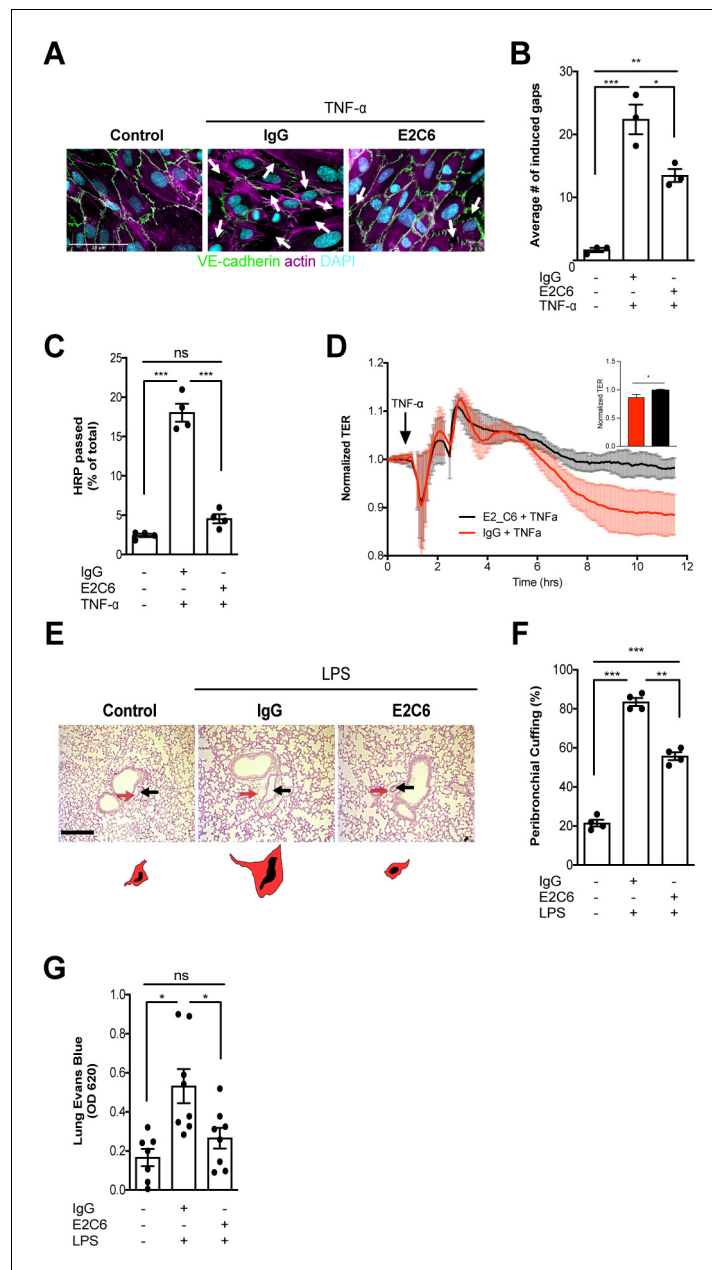 A
TNF-α
Control IgG E2C6
VE-cadherin actin DAPI
B
Average # of induced gaps
30
20
10
0
**
*** *
IgG - + -
E2C6 - - +
TNF-α - + +
C
HRP passed
(% of total)
25
20
15
10
5
0
ns
*** ***
IgG - + -
E2C6 - - +
TNF-α - + +
D
Normalized TER
1.2
1.1
1.0
0.9
0.8
TNF-α
E2_C6 + TNFa
IgG + TNFa
0 2 4 6 8 10 12
Time (hrs)
Normalized TER
1.5
1.0
0.5
0.0
*
E
LPS
Control IgG E2C6
F
Peribronchial Cuffing (%)
100
80
60
40
20
0
***
*** **
IgG - + -
E2C6 - - +
LPS - + +
G
Lung Evans Blue
(OD 620)
1.0
0.8
0.6
0.4
0.2
0.0
ns
* *
IgG - + -
E2C6 - - +
LPS - + +